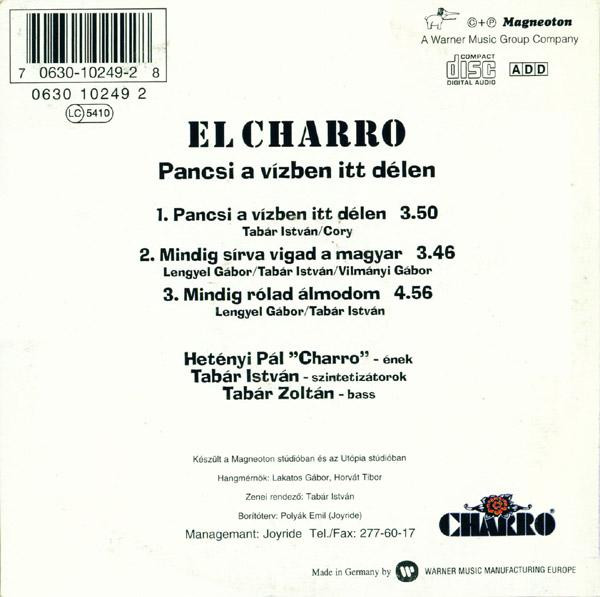 7 0630-10249-2 8
0630 10249 2
LC 5410
©+℗ Magneoton
A Warner Music Group Company
COMPACT
disc
DIGITAL AUDIO
ADD
EL CHARRO
Pancsi a vízben itt délen
1. Pancsi a vízben itt délen 3.50
Tabár István/Cory
2. Mindig sírva vigad a magyar 3.46
Lengyel Gábor/Tabár István/Vilmányi Gábor
3. Mindig rólad álmodom 4.56
Lengyel Gábor/Tabár István
Hetényi Pál ”Charro” - ének
Tabár István - szintetizátorok
Tabár Zoltán - bass
Készült a Magneoton stúdióban és az Utópia stúdióban
Hangmérnök: Lakatos Gábor, Horvát Tibor
Zenei rendező: Tabár István
Borítóterv: Polyák Emil (Joyride)
Managemant: Joyride Tel./Fax: 277-60-17
CHARRO®
Made in Germany by WARNER MUSIC MANUFACTURING EUROPE